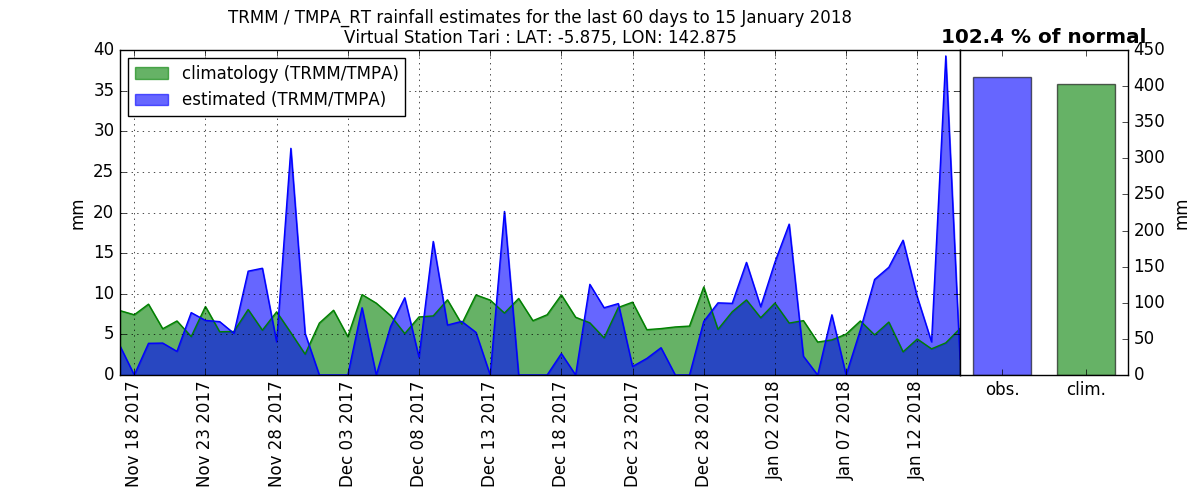 TRMM / TMPA_RT rainfall estimates for the last 60 days to 15 January 2018
Virtual Station Tari : LAT: -5.875, LON: 142.875
102.4 % of normal
climatology (TRMM/TMPA)
estimated (TRMM/TMPA)
mm
40
35
30
25
20
15
10
5
0
450
400
350
300
250
200
150
100
50
0
mm
Nov 18 2017
Nov 23 2017
Nov 28 2017
Dec 03 2017
Dec 08 2017
Dec 13 2017
Dec 18 2017
Dec 23 2017
Dec 28 2017
Jan 02 2018
Jan 07 2018
Jan 12 2018
obs.
clim.